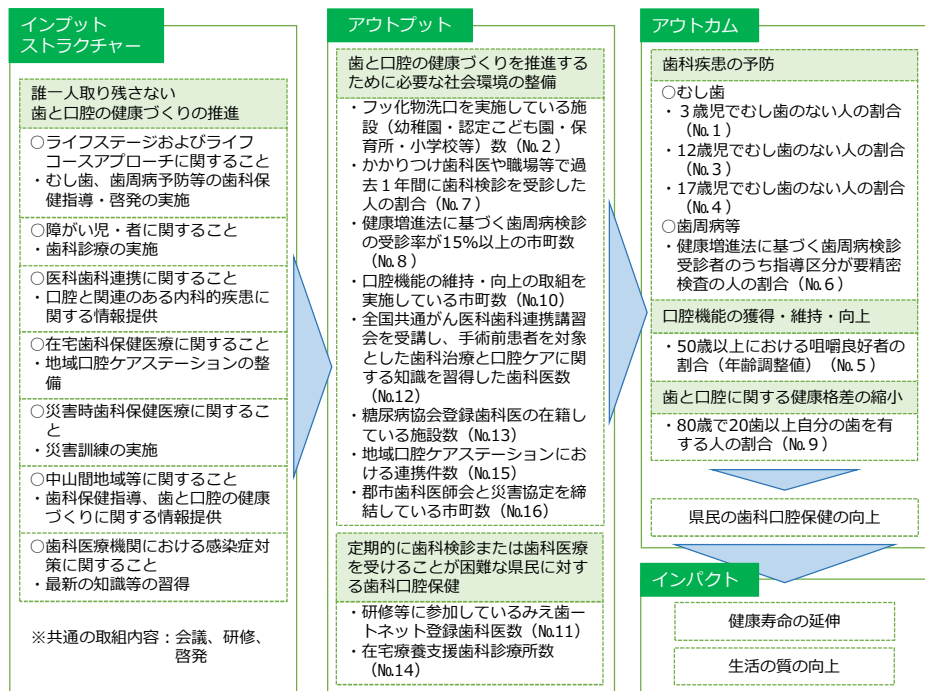 インプット
ストラクチャー
誰一人取り残さない
歯と口腔の健康づくりの推進
○ライフステージおよびライフ
コースアプローチに関すること
・むし歯、歯周病予防等の歯科保
健指導・啓発の実施
○障がい児・者に関すること
・歯科診療の実施
○医科歯科連携に関すること
・口腔と関連のある内科的疾患に
関する情報提供
○在宅歯科保健医療に関すること
・地域口腔ケアステーションの整
備
○災害時歯科保健医療に関するこ
と
・災害訓練の実施
○中山間地域等に関すること
・歯科保健指導、歯と口腔の健康
づくりに関する情報提供
○歯科医療機関における感染症対
策に関すること
・最新の知識等の習得
※共通の取組内容：会議、研修、
啓発
アウトプット
歯と口腔の健康づくりを推進する
ために必要な社会環境の整備
・フッ化物洗口を実施している施
設（幼稚園・認定こども園・保
育所・小学校等）数（№2）
・かかりつけ歯科医や職場等で過
去１年間に歯科検診を受診した
人の割合（№7）
・健康増進法に基づく歯周病検診
の受診率が15%以上の市町数
（№8）
・口腔機能の維持・向上の取組を
実施している市町数（№10）
・全国共通がん医科歯科連携講習
会を受講し、手術前患者を対象
とした歯科治療と口腔ケアに関
する知識を習得した歯科医数
（№12）
・糖尿病協会登録歯科医の在籍し
ている施設数（№13）
・地域口腔ケアステーションにお
ける連携件数（№15）
・郡市歯科医師会と災害協定を締
結している市町数（№16）
定期的に歯科検診または歯科医療
を受けることが困難な県民に対す
る歯科口腔保健
・研修等に参加しているみえ歯ー
トネット登録歯科医数（№11）
・在宅療養支援歯科診療所数
（№14）
アウトカム
歯科疾患の予防
○むし歯
・３歳児でむし歯のない人の割合
（№1）
・12歳児でむし歯のない人の割合
（№3）
・17歳児でむし歯のない人の割合
（№4）
○歯周病等
・健康増進法に基づく歯周病検診
受診者のうち指導区分が要精密
検査の人の割合（№6）
口腔機能の獲得・維持・向上
・50歳以上における咀嚼良好者の
割合（年齢調整値）（№5）
歯と口腔に関する健康格差の縮小
・80歳で20歯以上自分の歯を有
する人の割合（№9）
県民の歯科口腔保健の向上
インパクト
健康寿命の延伸
生活の質の向上